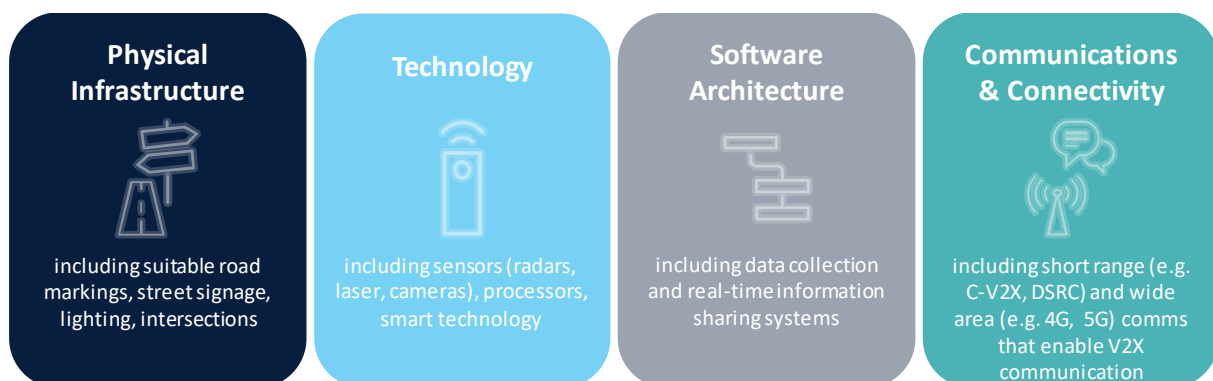 Physical
Infrastructure
including suitable road
markings, street signage,
lighting, intersections
Technology
including sensors (radars,
laser, cameras), processors,
smart technology
Software
Architecture
including data collection
and real-time information
sharing systems
Communications
& Connectivity
including short range (e.g.
C-V2X, DSRC) and wide
area (e.g. 4G, 5G) comms
that enable V2X
communication